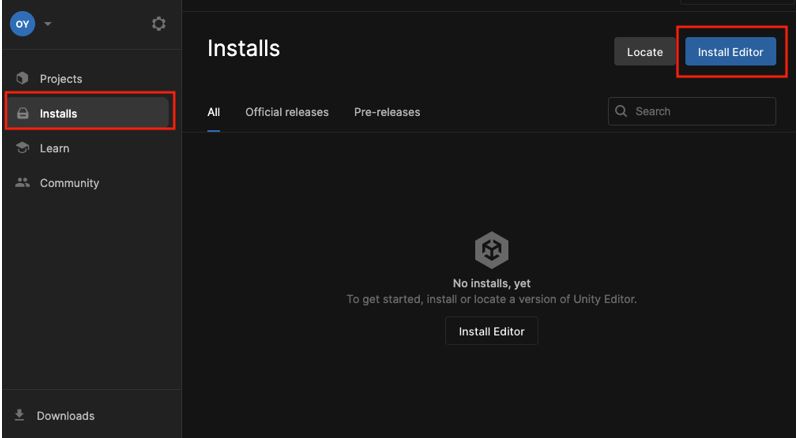 OY
Projects
Installs
Learn
Community
Downloads
Installs
Locate
Install Editor
All
Official releases
Pre-releases
Search
No installs, yet
To get started, install or locate a version of Unity Editor.
Install Editor